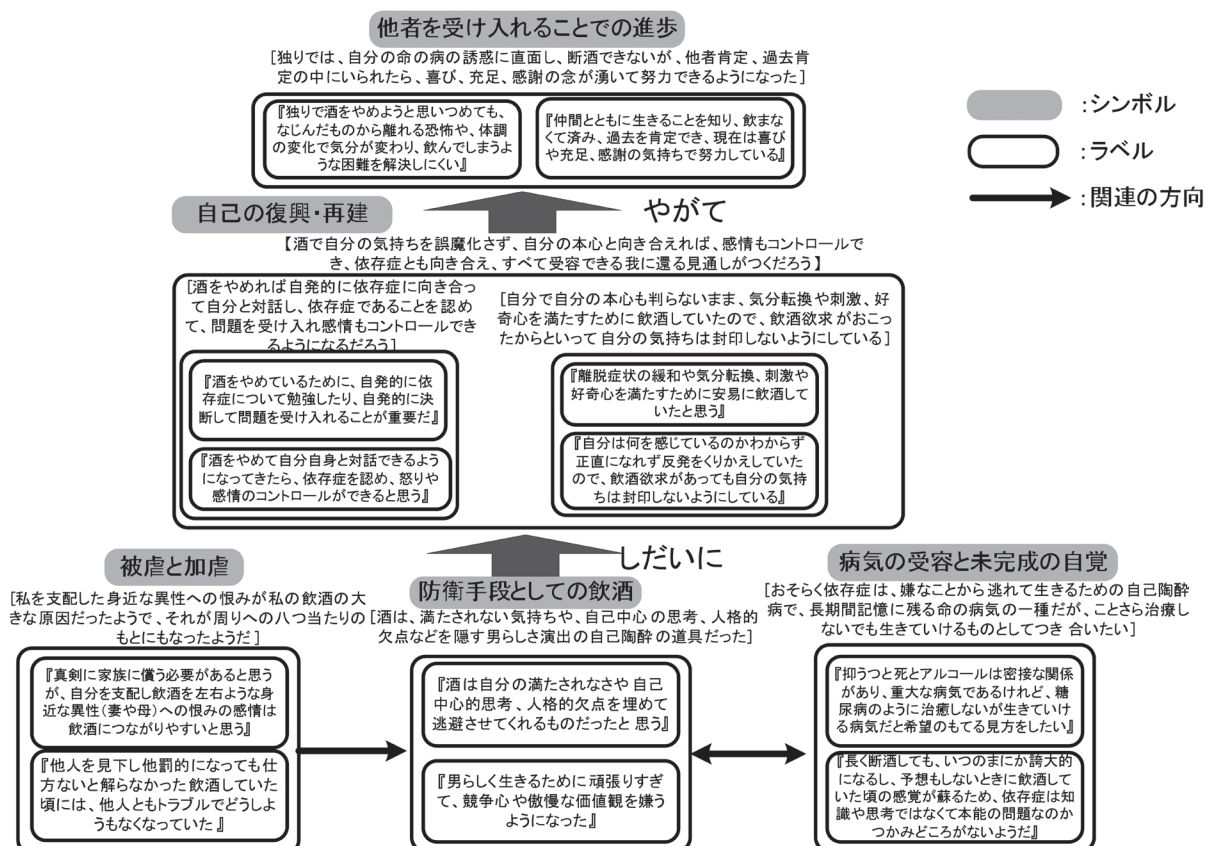 他者を受け入れることでの進歩
[独りでは、自分の命の病の誘惑に直面し、断酒できないが、他者肯定、過去肯
定の中にいられたら、喜び、充足、感謝の念が湧いて努力できるようになった]
『独りで酒をやめようと思いつめても、
なじんだものから離れる恐怖や、体調
の変化で気分が変わり、飲んでしまうよ
うな困難を解決しにくい』
『仲間とともに生きることを知り、飲まな
くて済み、過去を肯定でき、現在は喜び
や充足、感謝の気持ちで努力している』
:シンボル
:ラベル
:関連の方向
自己の復興・再建
やがて
【酒で自分の気持ちを誤魔化さず、自分の本心と向き合えれば、感情もコントロールで
き、依存症とも向き合え、すべて受容できる我に還る見通しがつくだろう】
[酒をやめれば自発的に依存症に向き合っ
て自分と対話し、依存症であることを認め
て、問題を受け入れ感情もコントロールでき
るようになるだろう]
『酒をやめているために、自発的に依
存症について勉強したり、自発的に決
断して問題を受け入れることが重要だ』
『酒をやめて自分自身と対話できるよう
になってきたら、依存症を認め、怒りや
感情のコントロールができると思う』
[自分で自分の本心も判らないまま、気分転換や刺激、好
奇心を満たすために飲酒していたので、飲酒欲求がおこっ
たからといって自分の気持ちは封印しないようにしている]
『離脱症状の緩和や気分転換、刺激や
好奇心を満たすために安易に飲酒して
いたと思う』
『自分は何を感じているのかわからず
正直になれず反発をくりかえしていた
ので、飲酒欲求があっても自分の気持
ちは封印しないようにしている』
しだいに
被虐と加虐
[私を支配した身近な異性への恨みが私の飲酒の大
きな原因だったようで、それが周りへの八つ当たりの
もとにもなったようだ]
『真剣に家族に償う必要があると思う
が、自分を支配し飲酒を左右ような身
近な異性(妻や母)への恨みの感情は
飲酒につながりやすいと思う』
『他人を見下し他罰的になっても仕
方ないと解らなかった飲酒していた
頃には、他人ともトラブルでどうしよ
うもなくなっていた』
防衛手段としての飲酒
[酒は、満たされない気持ちや、自己中心の思考、人格的
欠点などを隠す男らしさ演出の自己陶酔の道具だった]
『酒は自分の満たされなさや自己
中心的思考、人格的欠点を埋めて
逃避させてくれるものだったと思う』
『男らしく生きるために頑張りすぎ
て、競争心や傲慢な価値観を嫌う
ようになった』
病気の受容と未完成の自覚
[おそらく依存症は、嫌なことから逃れて生きるための自己陶酔
病で、長期間記憶に残る命の病気の一種だが、ことさら治療し
ないでも生きていけるものとしてつき合いたい]
『抑うつと死とアルコールは密接な関係
があり、重大な病気であるけれど、糖
尿病のように治癒しないが生きていけ
る病気だと希望のもてる見方をしたい』
『長く断酒しても、いつのまにか誇大的
になるし、予想もしないときに飲酒して
いた頃の感覚が蘇るため、依存症は知
識や思考ではなくて本能の問題なのか
つかみどころがないようだ』